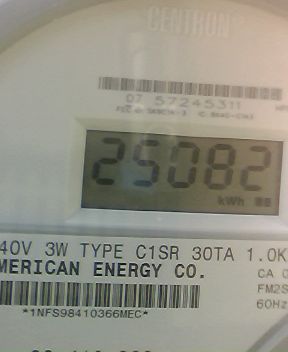 CENTRON
07 57245311
25082
kWh
40V 3W TYPE C1SR 30TA 1.0K
MERICAN ENERGY CO.
CA 0
FM2S
60Hz
*1NFS98410366MEC*